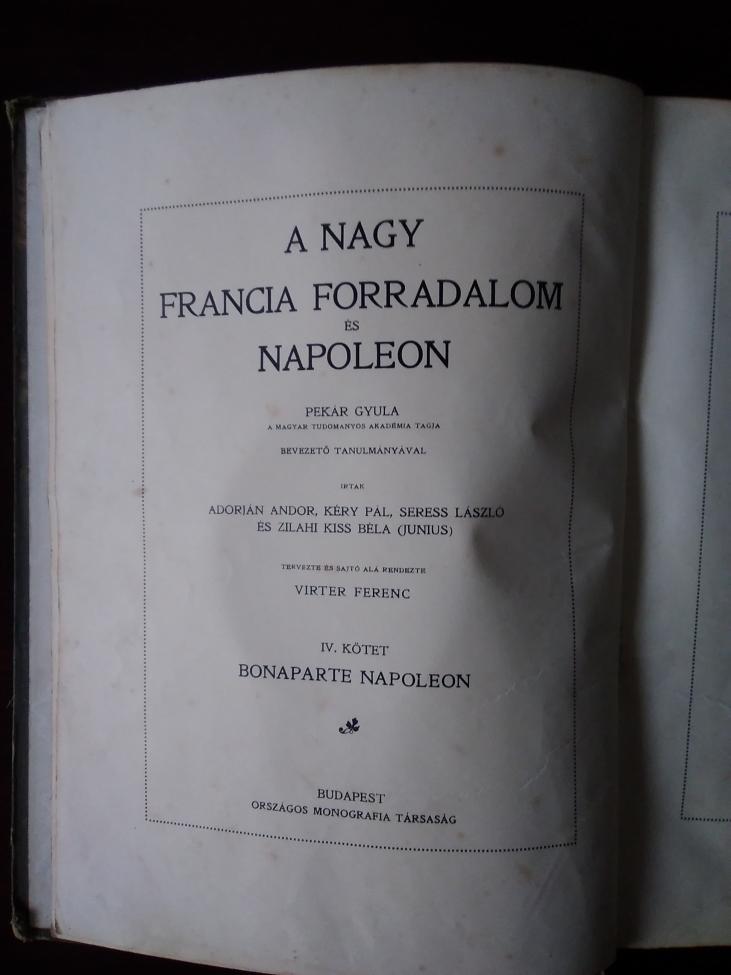 A NAGY
FRANCIA FORRADALOM
ÉS
NAPOLEON
PEKÁR GYULA
A MAGYAR TUDOMÁNYOS AKADÉMIA TAGJA
BEVEZETŐ TANULMÁNYÁVAL
IRTÁK
ADORJÁN ANDOR, KÉRY PÁL, SERESS LÁSZLÓ
ÉS ZILAHI KISS BÉLA (JUNIUS)
TERVEZTE ÉS SAJTÓ ALÁ RENDEZTE
VIRTER FERENC
IV. KÖTET
BONAPARTE NAPOLEON
BUDAPEST
ORSZÁGOS MONOGRAFIA TÁRSASÁG